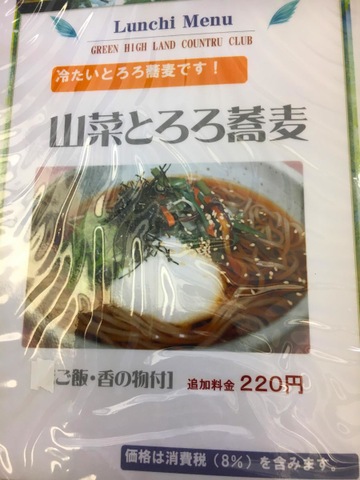 Lunchi Menu
GREEN HIGH LAND COUNTRU CLUB
冷たいとろろ蕎麦です！
山菜とろろ蕎麦
ご飯・香の物付］
追加料金 220円
価格は消費税（8%）を含みます。